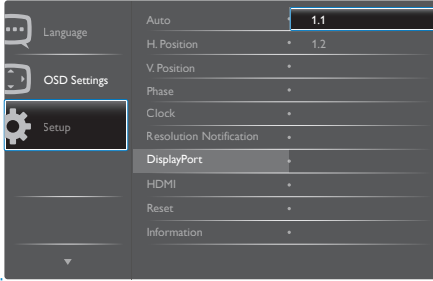 Language
OSD Settings
Setup
Auto
H. Position
V. Position
Phase
Clock
Resolution Notification
DisplayPort
HDMI
Reset
Information
1.1
1.2